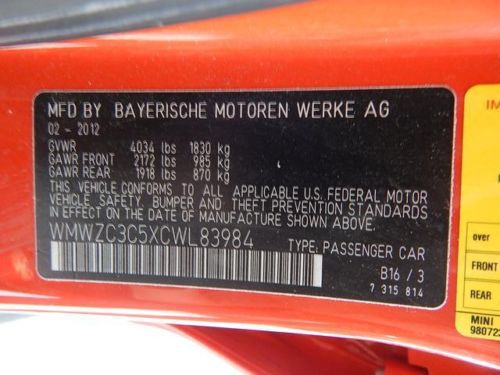 MFD BY BAYERISCHE MOTOREN WERKE AG
02 - 2012
GVWR 4034 lbs 1830 kg
GAWR FRONT 2172 lbs 985 kg
GAWR REAR 1918 lbs 870 kg
THIS VEHICLE CONFORMS TO ALL APPLICABLE U.S. FEDERAL MOTOR
VEHICLE SAFETY, BUMPER AND THEFT PREVENTION STANDARDS
IN EFFECT ON THE DATE OF MANUFACTURE SHOWN ABOVE.
WMWZC3C5XCWL83984
TYPE: PASSENGER CAR
B16 / 3
7 315 814
IM
over
FRONT
REAR
MINI